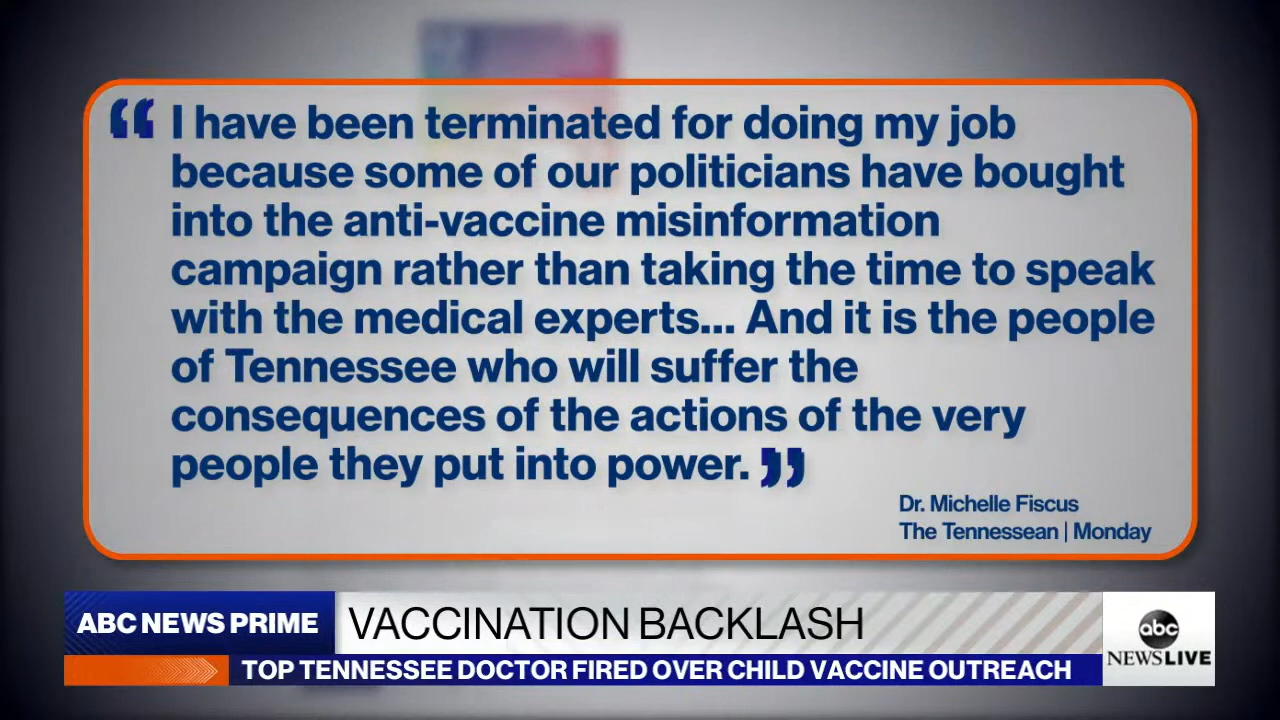 “ I have been terminated for doing my job
because some of our politicians have bought
into the anti-vaccine misinformation
campaign rather than taking the time to speak
with the medical experts... And it is the people
of Tennessee who will suffer the
consequences of the actions of the very
people they put into power. ”
Dr. Michelle Fiscus
The Tennessean | Monday
ABC NEWS PRIME
VACCINATION BACKLASH
TOP TENNESSEE DOCTOR FIRED OVER CHILD VACCINE OUTREACH
abc
NEWSLIVE